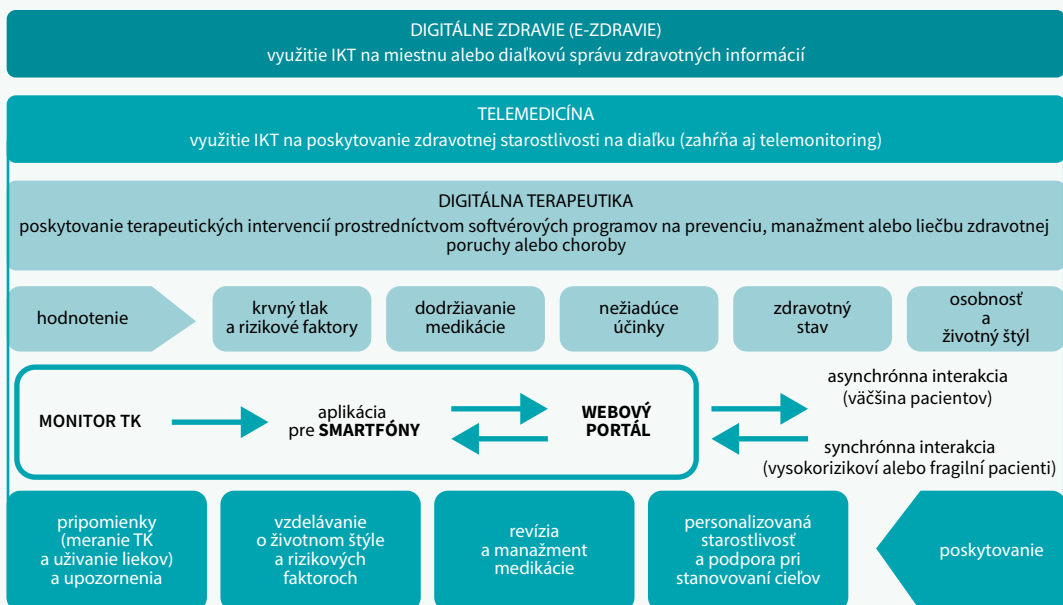 DIGITÁLNE ZDRAVIE (E-ZDRAVIE)
využitie IKT na miestnu alebo diaľkovú správu zdravotných informácií
TELEMEDICÍNA
využitie IKT na poskytovanie zdravotnej starostlivosti na diaľku (zahŕňa aj telemonitoring)
DIGITÁLNA TERAPEUTIKA
poskytovanie terapeutických intervencií prostredníctvom softvérových programov na prevenciu, manažment alebo liečbu zdravotnej
poruchy alebo choroby
hodnotenie
krvný tlak
a rizikové faktory
dodržiavanie
medikácie
nežiadúce
účinky
zdravotný
stav
osobnosť
a
životný štýl
MONITOR TK
aplikácia
pre SMARTFÓNY
WEBOVÝ
PORTÁL
asynchrónna interakcia
(väčšina pacientov)
synchrónna interakcia
(vysokorizikoví alebo fragilní pacienti)
pripomienky
(meranie TK
a uživanie liekov)
a upozornenia
vzdelávanie
o životnom štýle
a rizikových
faktoroch
revízia
a manažment
medikácie
personalizovaná
starostlivosť
a podpora pri
stanovovaní cieľov
poskytovanie